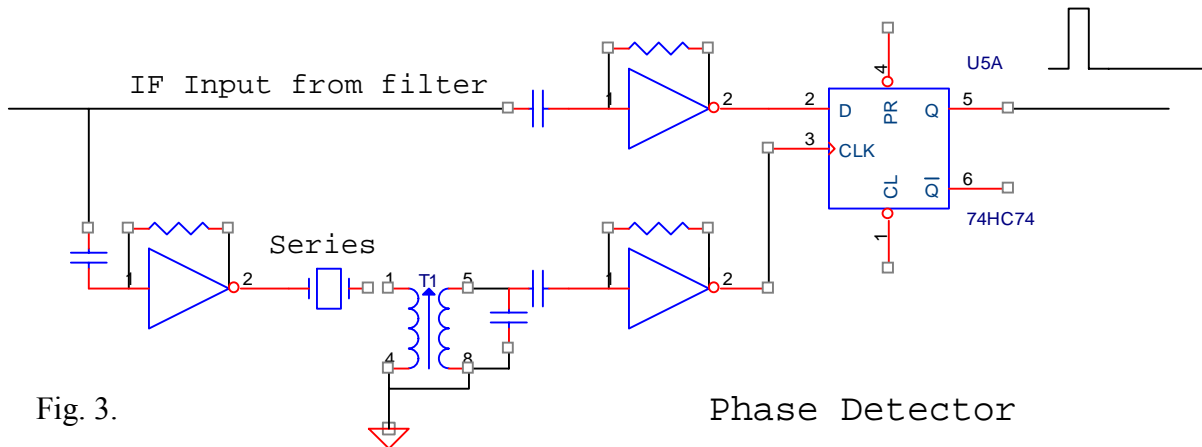 IF Input from filter
1
2
2
3
D
CLK
4
PR
CL
1
Q
Q
5
6
U5A
74HC74
1
2
Series
1
T1
5
4
8
1
2
Fig. 3.
Phase Detector